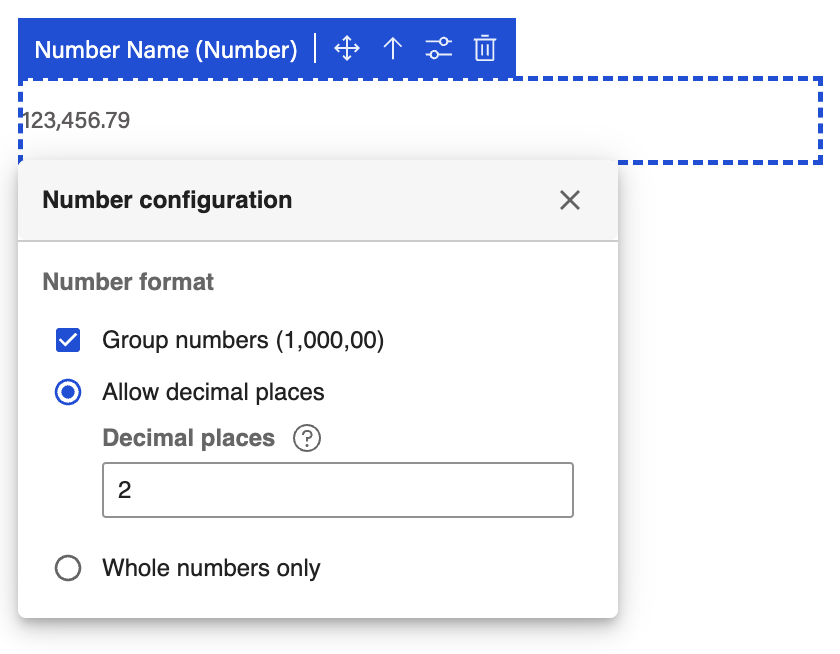 Number Name (Number)
123,456.79
Number configuration
Number format
Group numbers (1,000,00)
Allow decimal places
Decimal places ?
2
Whole numbers only